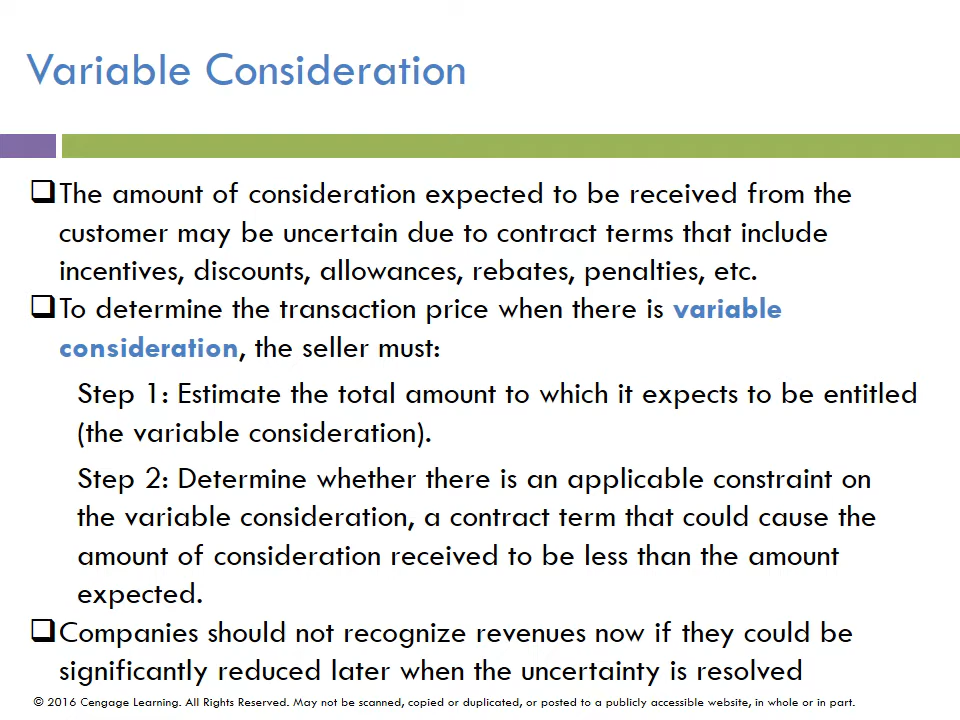 Variable Consideration
❑The amount of consideration expected to be received from the
customer may be uncertain due to contract terms that include
incentives, discounts, allowances, rebates, penalties, etc.
❑To determine the transaction price when there is variable
consideration, the seller must:
Step 1: Estimate the total amount to which it expects to be entitled
(the variable consideration).
Step 2: Determine whether there is an applicable constraint on
the variable consideration, a contract term that could cause the
amount of consideration received to be less than the amount
expected.
❑Companies should not recognize revenues now if they could be
significantly reduced later when the uncertainty is resolved
© 2016 Cengage Learning. All Rights Reserved. May not be scanned, copied or duplicated, or posted to a publicly accessible website, in whole or in part.